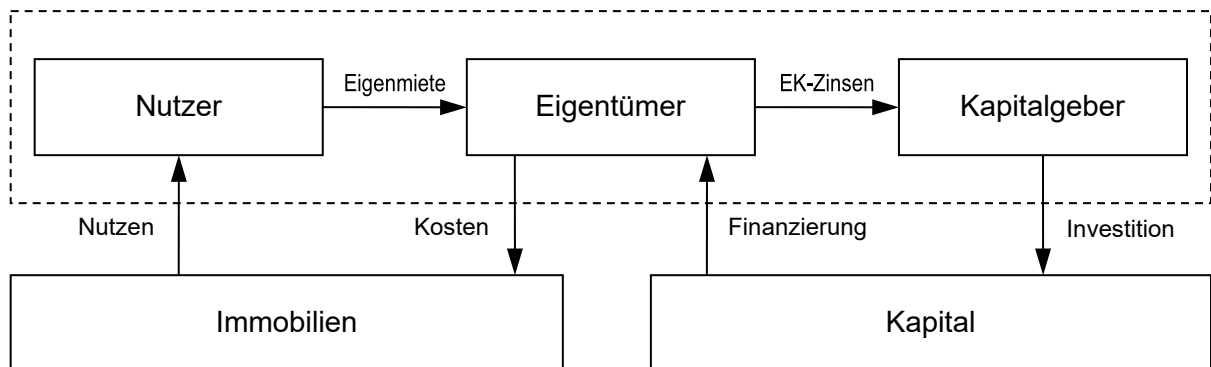 Eigenmiete
EK-Zinsen
Nutzer
Eigentümer
Kapitalgeber
Nutzen
Kosten
Finanzierung
Investition
Immobilien
Kapital